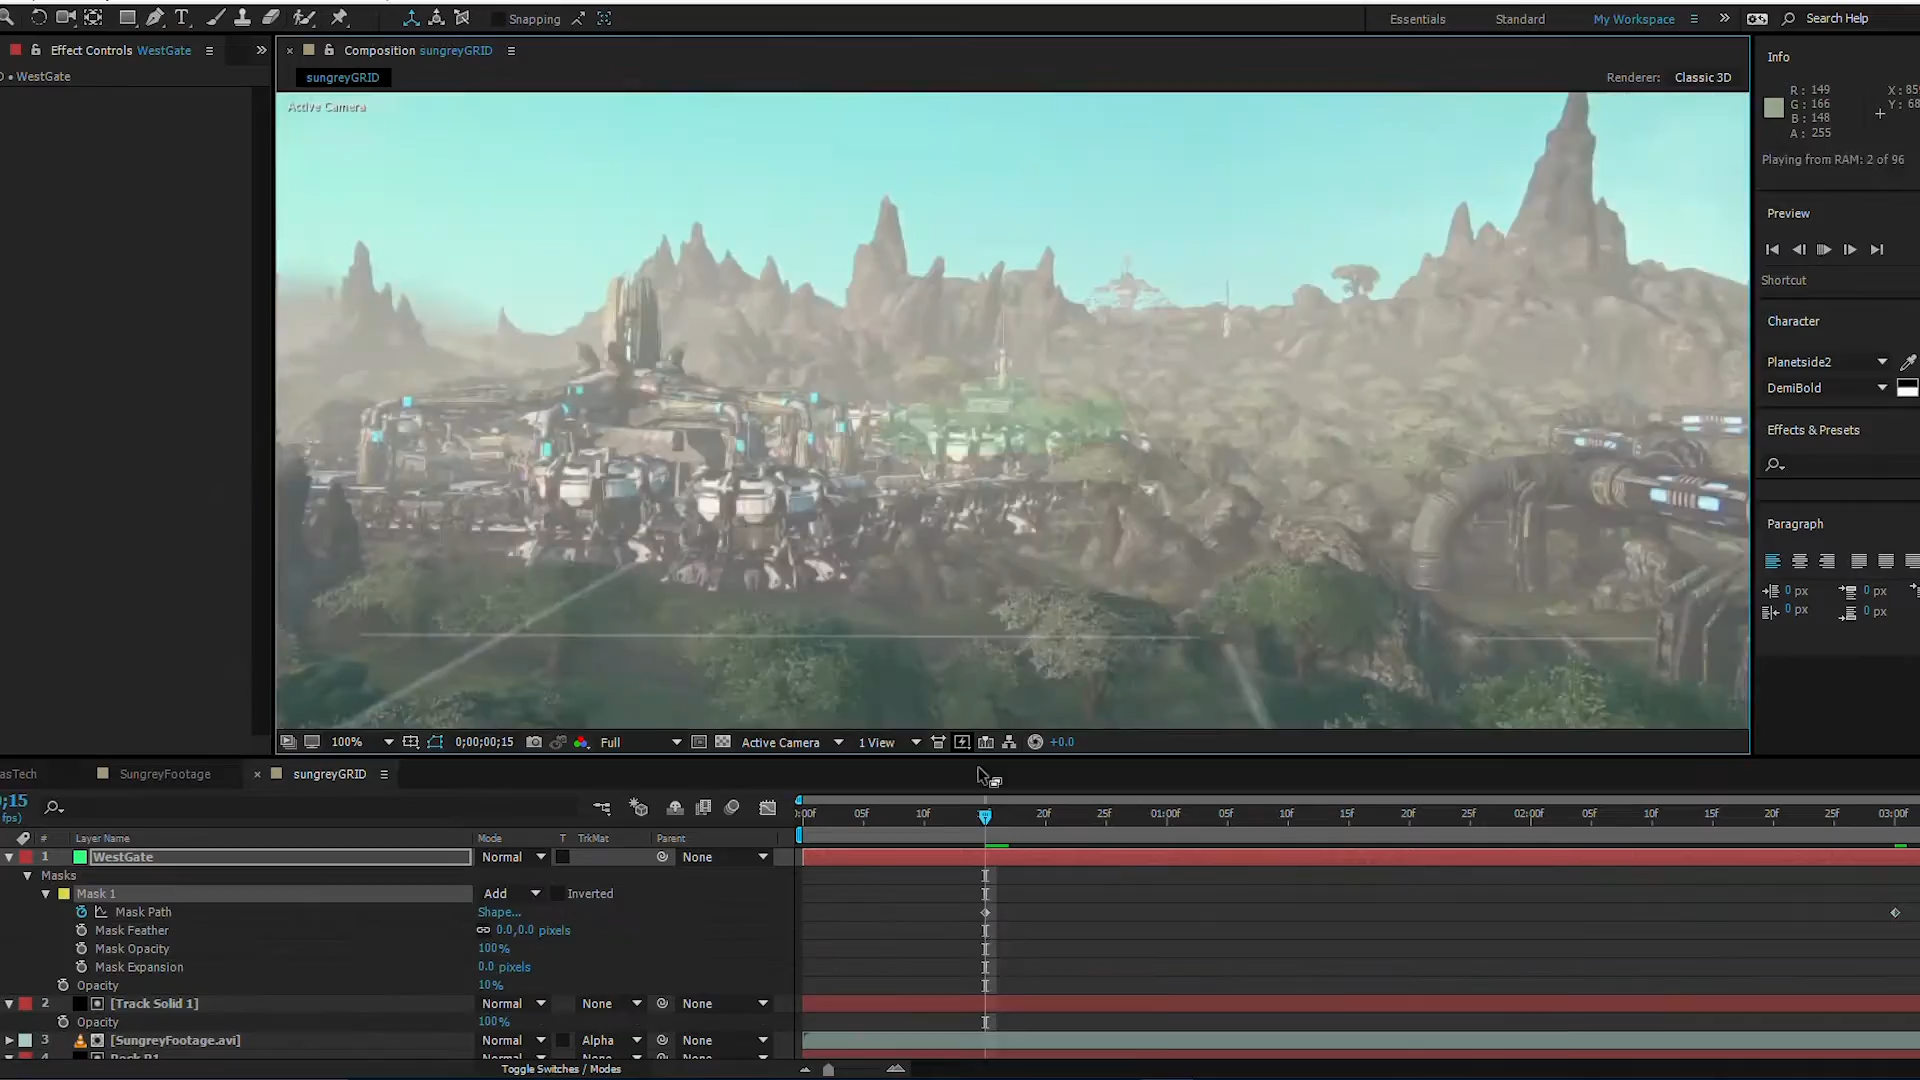 Snapping
Essentials
Standard
My Workspace
Search Help
Effect Controls WestGate
Composition sungreyGRID
Info
WestGate
sungreyGRID
Renderer: Classic 3D
Active Camera
R: 149
G: 166
B: 148
A: 255
Playing from RAM: 2 of 96
Preview
Shortcut
Character
Planetside2
DemiBold
Effects & Presets
Paragraph
0 px
0 px
0 px
0 px
100%
0;00;00;15
Full
Active Camera
1 View
+0.0
SungreyFootage
sungreyGRID
;15
fps)
00f 05f 10f 20f 25f 01:00f 05f 10f 15f 20f 25f 02:00f 05f 10f 15f 20f 25f 03:00f
# Layer Name Mode T TrkMat Parent
1 WestGate Normal None
Masks
Mask 1 Add Inverted
Mask Path Shape...
Mask Feather 0.0,0.0 pixels
Mask Opacity 100%
Mask Expansion 0.0 pixels
Opacity 10%
2 [Track Solid 1] Normal None None
Opacity 100%
3 [SungreyFootage.avi] Normal Alpha None
Toggle Switches / Modes